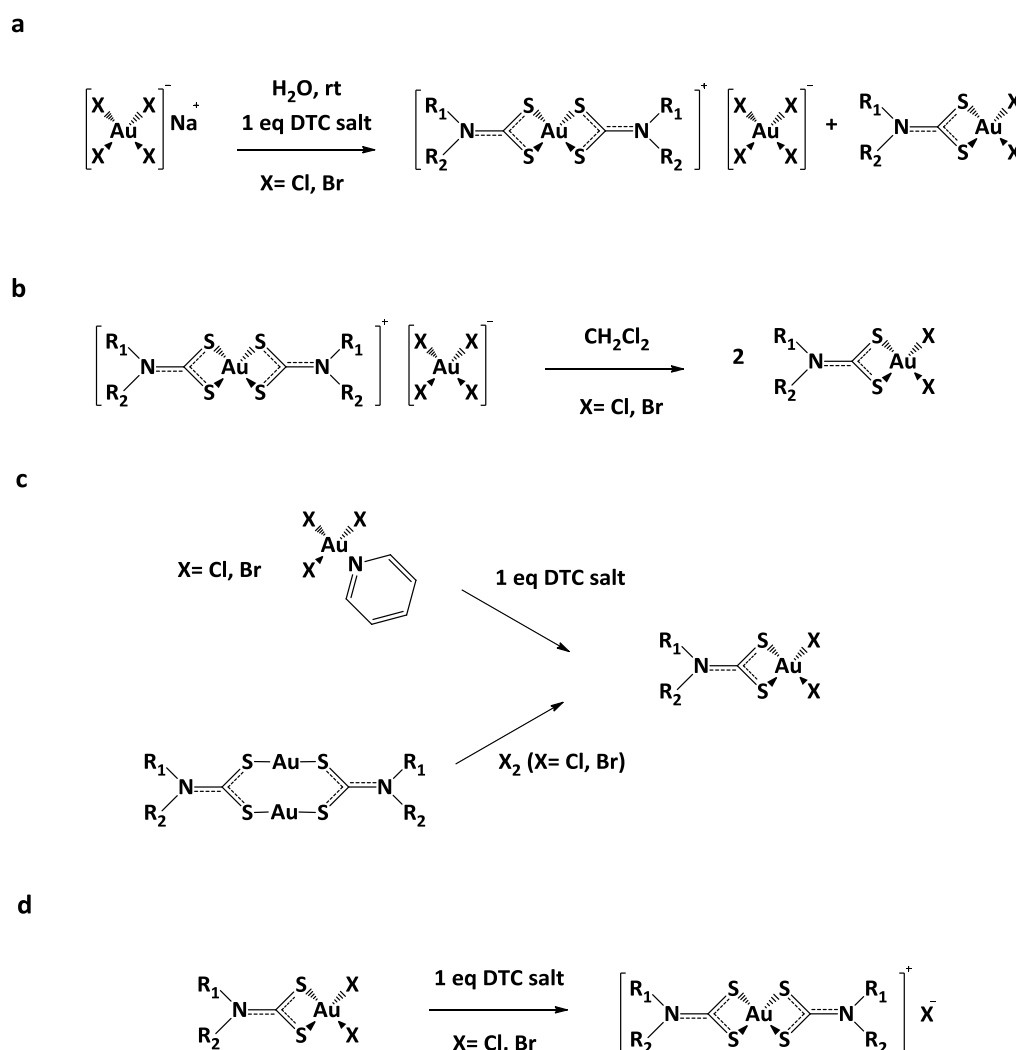 a
[X X Au X X]⁻ Na⁺
H₂O, rt
1 eq DTC salt
X= Cl, Br
[R₁ R₂ N S S Au S S N R₁ R₂]⁺ [X X Au X X]⁻ + R₁ R₂ N S S Au X X
b
[R₁ R₂ N S S Au S S N R₁ R₂]⁺ [X X Au X X]⁻
CH₂Cl₂
X= Cl, Br
2 R₁ R₂ N S S Au X X
c
X= Cl, Br
X X Au X N
1 eq DTC salt
R₁ R₂ N S S Au X X
R₁ R₂ N S Au S S Au S N R₁ R₂
X₂ (X= Cl, Br)
d
R₁ R₂ N S S Au X X
1 eq DTC salt
X= Cl, Br
[R₁ R₂ N S S Au S S N R₁ R₂]⁺ X⁻